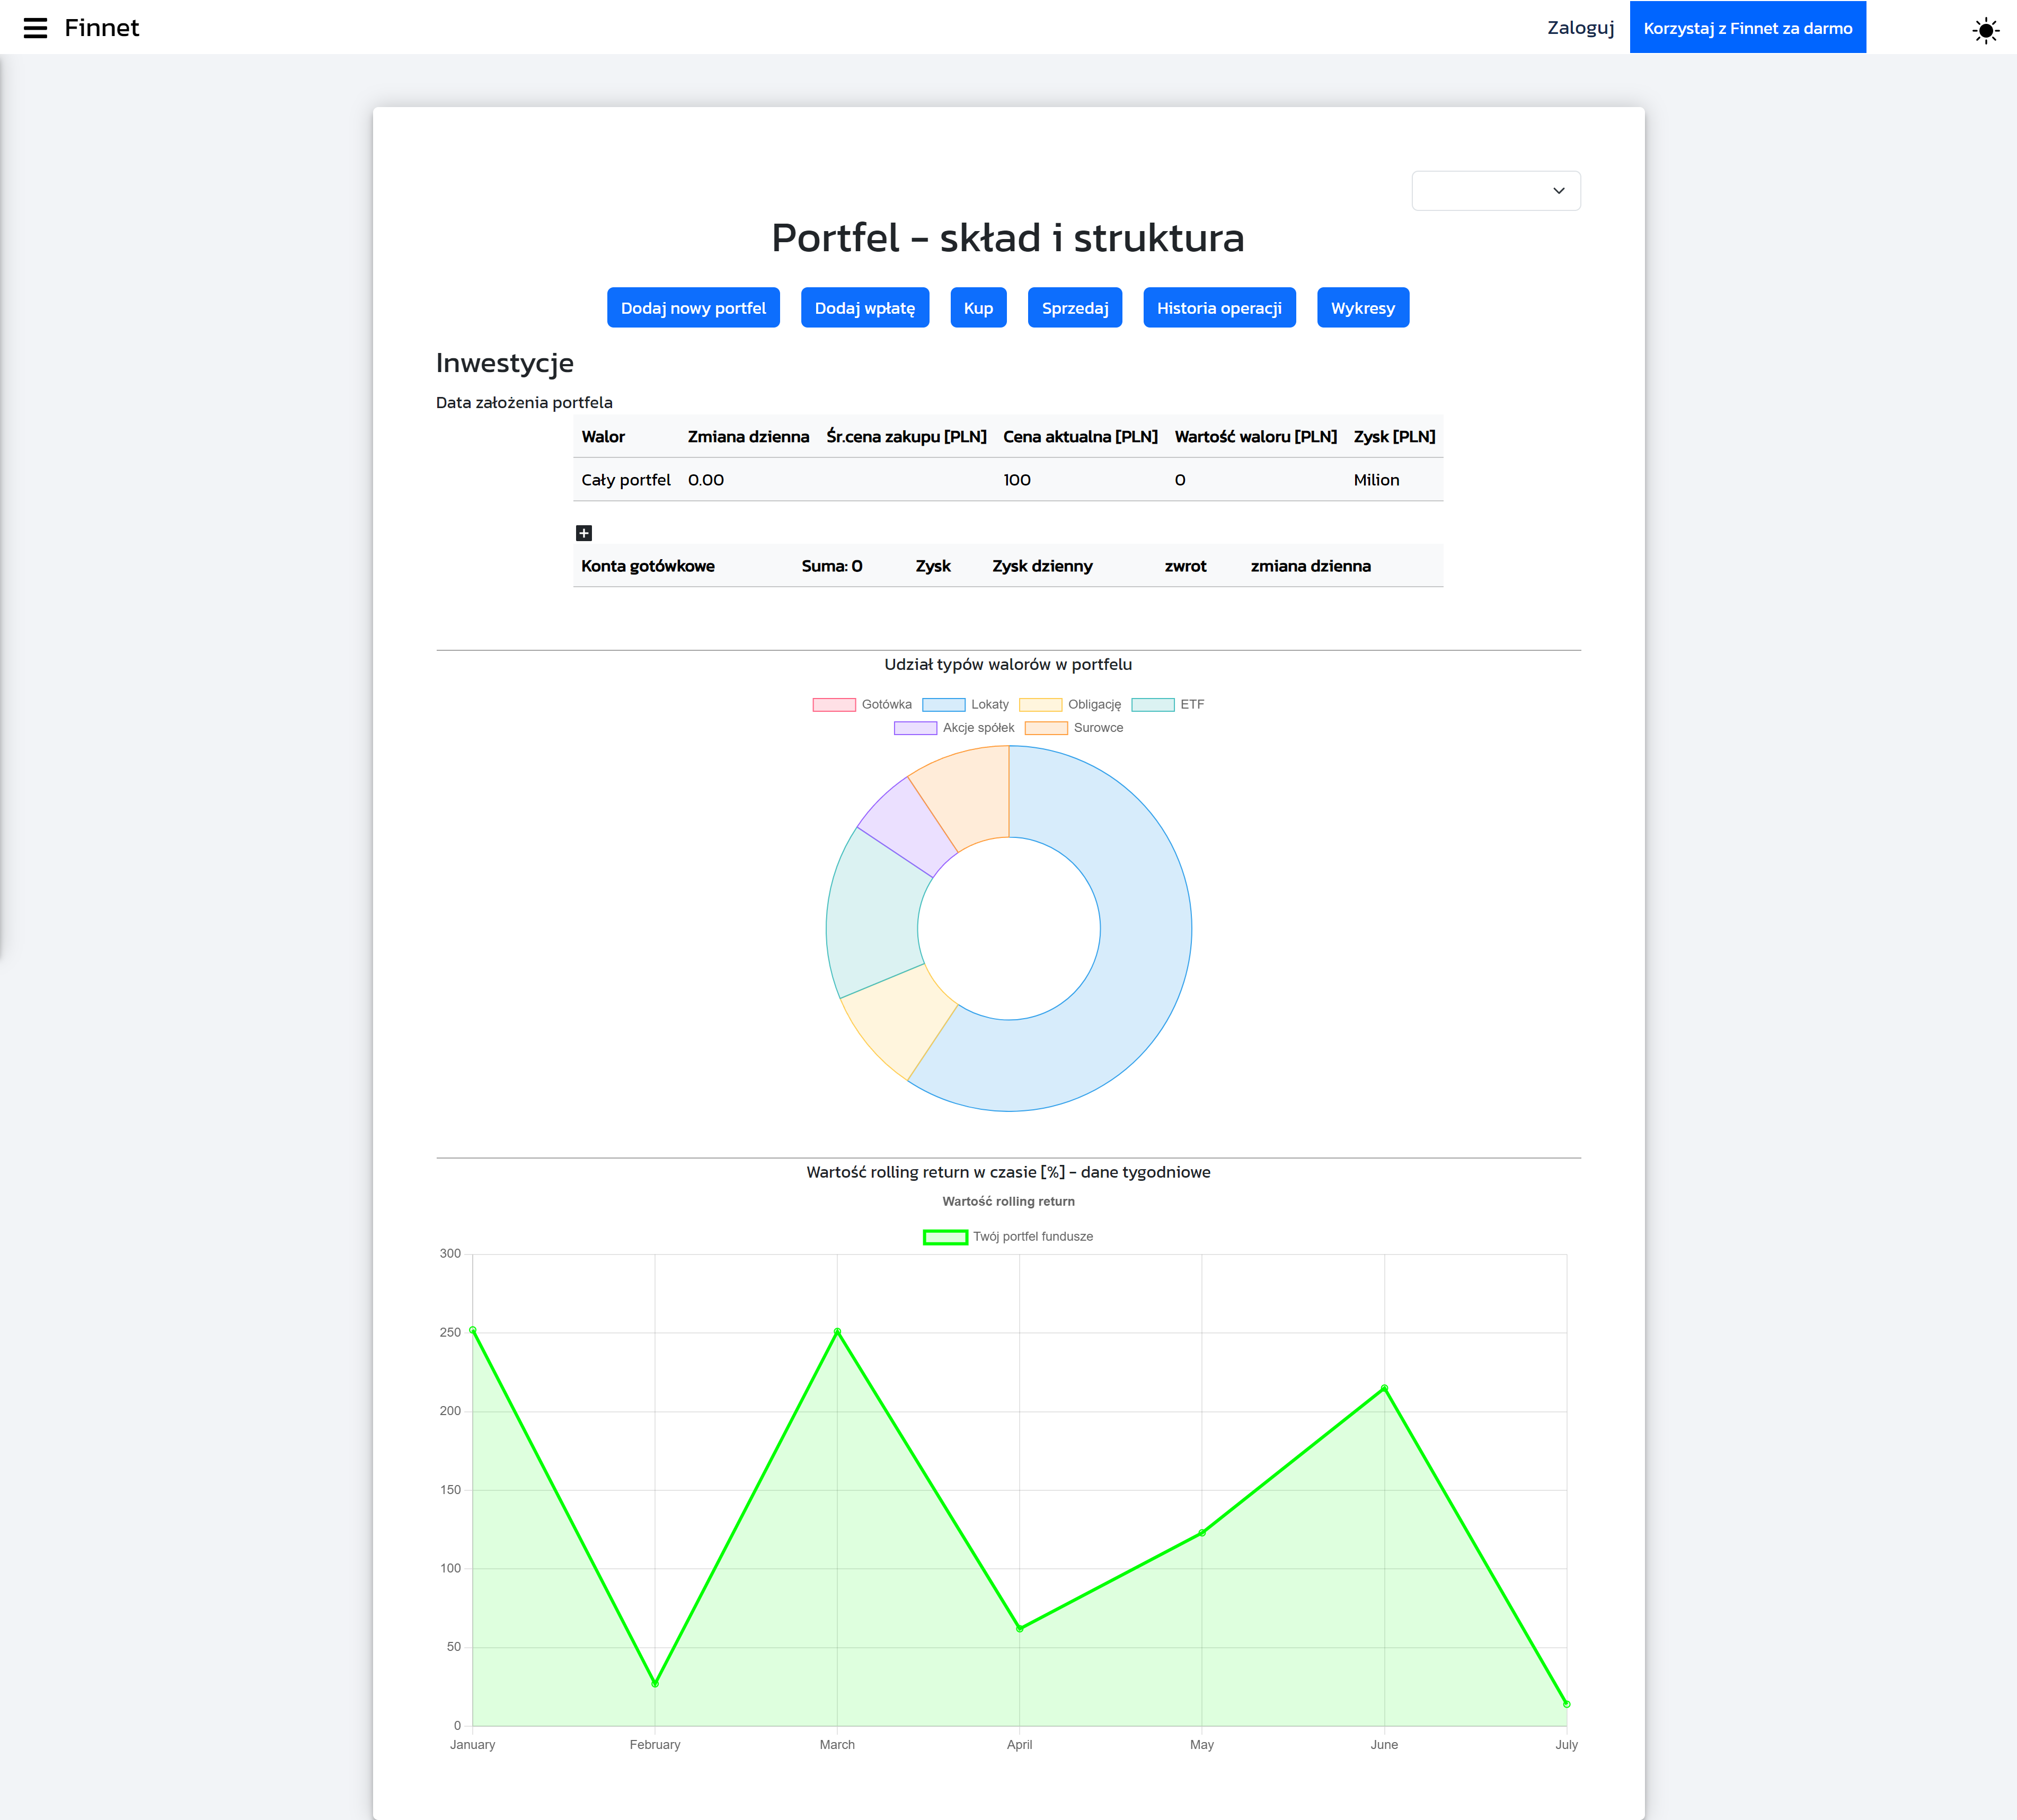 Finnet
Zaloguj
Korzystaj z Finnet za darmo
Portfel - skład i struktura
Dodaj nowy portfel Dodaj wpłatę Kup Sprzedaj Historia operacji Wykresy
Inwestycje
Data założenia portfela
Walor Zmiana dzienna Śr.cena zakupu [PLN] Cena aktualna [PLN] Wartość waloru [PLN] Zysk [PLN]
Cały portfel 0.00 100 0 Milion
Konta gotówkowe Suma: 0 Zysk Zysk dzienny zwrot zmiana dzienna
Udział typów walorów w portfelu
Gotówka Lokaty Obligację ETF
Akcje spółek Surowce
Wartość rolling return w czasie [%] - dane tygodniowe
Wartość rolling return
Twój portfel fundusze
300
250
200
150
100
50
0
January February March April May June July